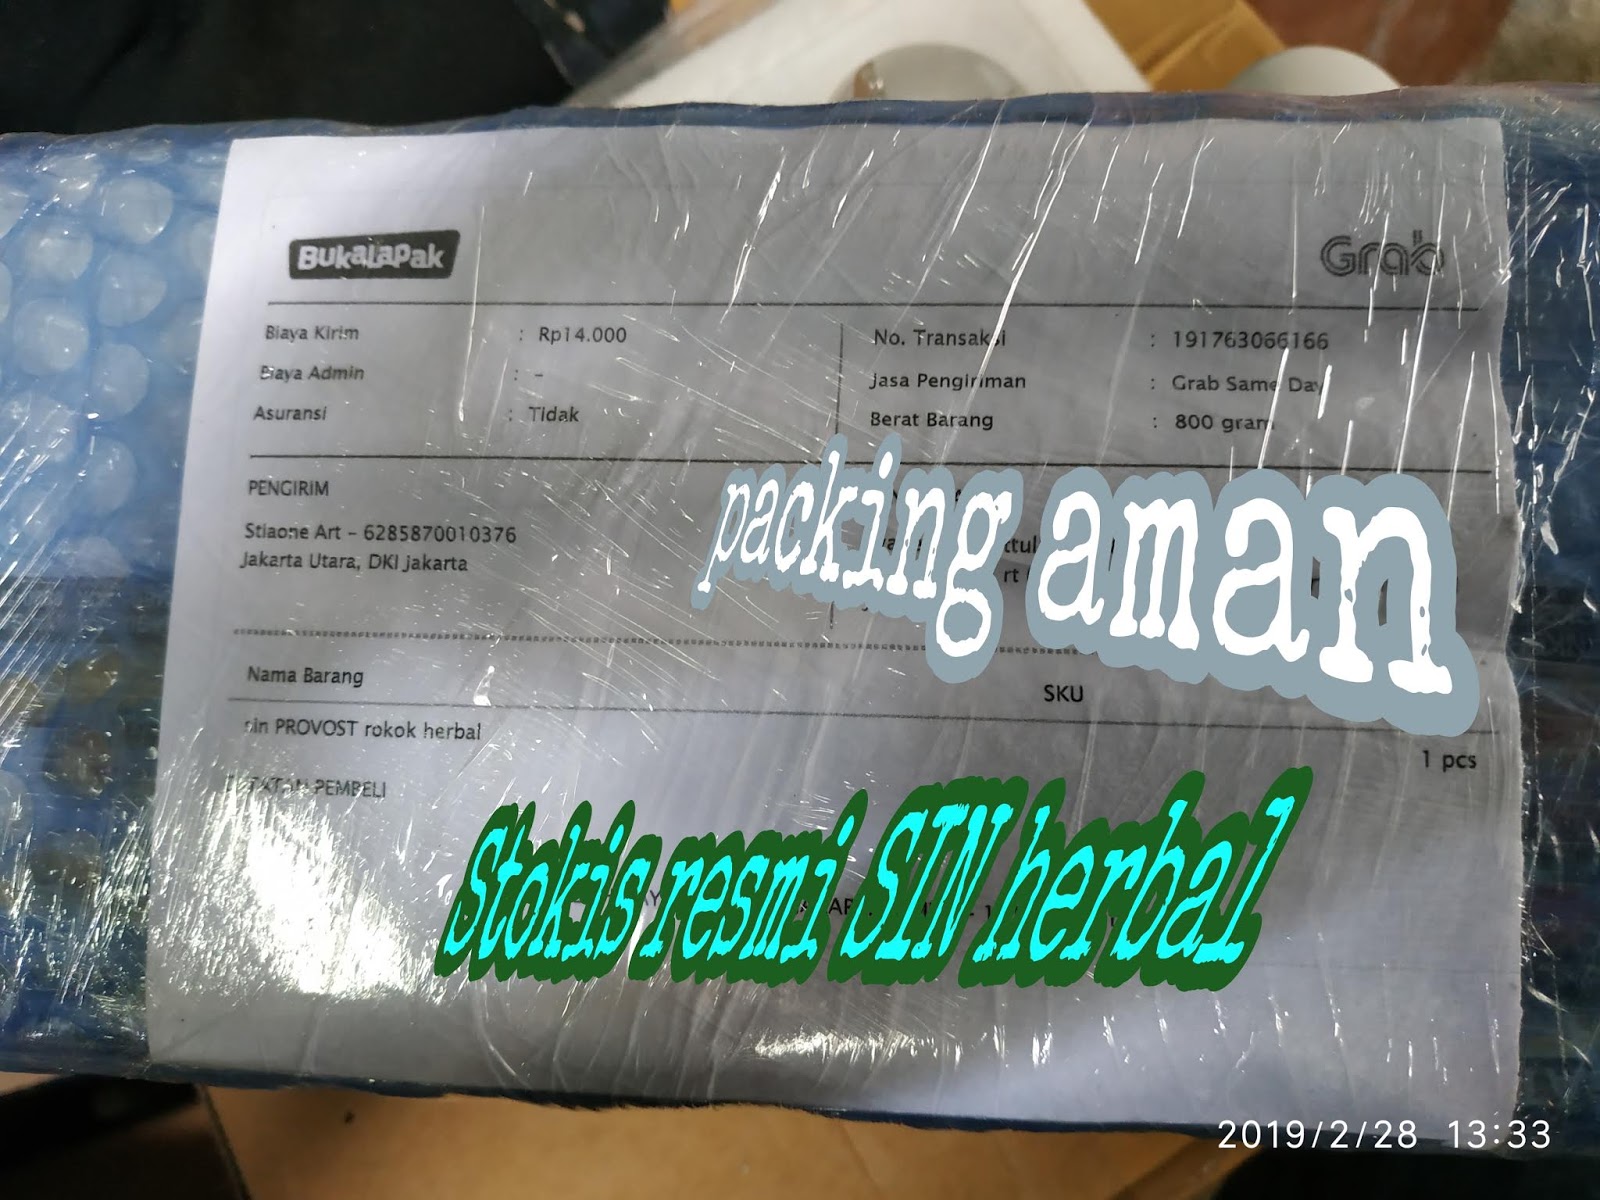 BukaLapak
Grab
Biaya Kirim : Rp14.000
Biaya Admin : -
Asuransi : Tidak
No. Transaksi : 191763066166
Jasa Pengiriman : Grab Same Day
Berat Barang : 800 gram
PENGIRIM
Stiaone Art - 6285870010376
Jakarta Utara, DKI Jakarta
packing aman
Nama Barang
SKU
sin PROVOST rokok herbal
1 pcs
PEMBELI
Stokis resmi SIN herbal
2019/2/28 13:33